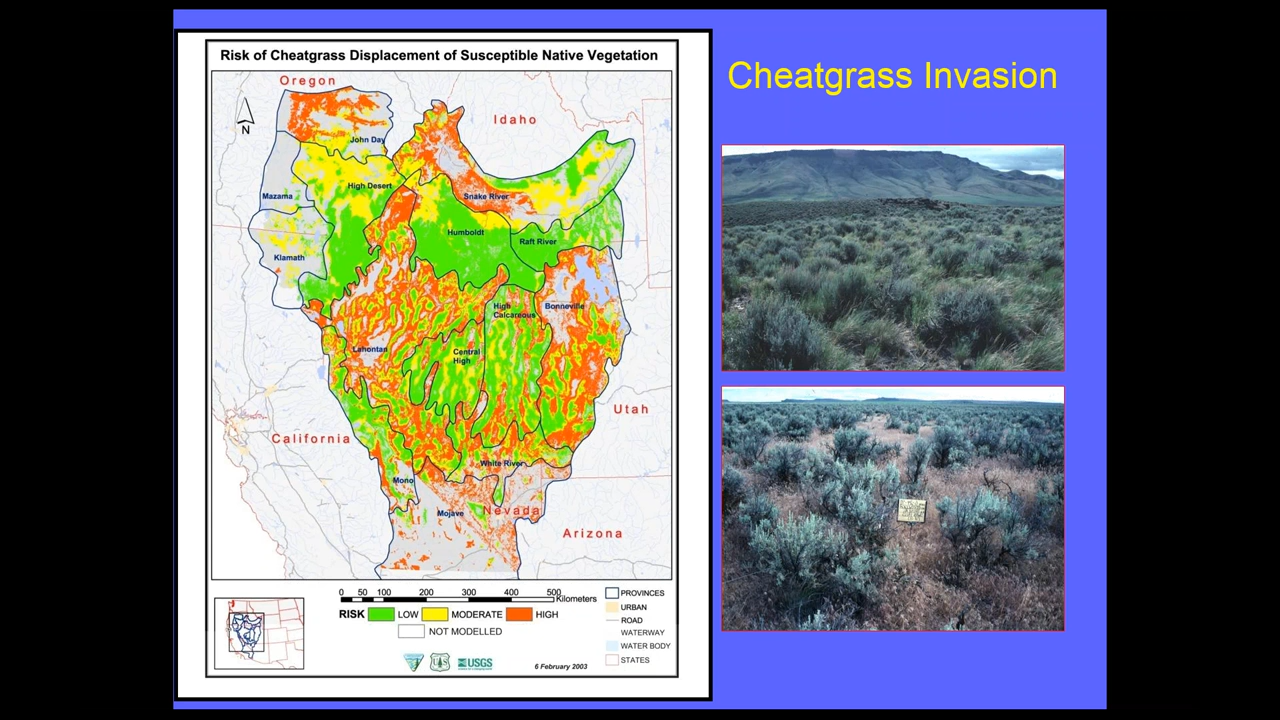 Cheatgrass Invasion
Risk of Cheatgrass Displacement of Susceptible Native Vegetation
Oregon
N
Idaho
John Day
High Desert
Mazama
Snake River
Humboldt
Raft River
Klamath
High
Calcareous
Bonneville
Lahontan
Central
High
Utah
California
White River
Mono
Mojave
Nevada
Arizona
0 50 100 200 300 400 500
Kilometers
RISK LOW MODERATE HIGH
NOT MODELLED
PROVINCES
URBAN
ROAD
WATERWAY
WATER BODY
STATES
USGS
6 February 2003